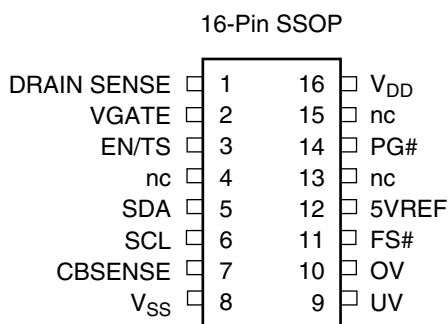 16-Pin SSOP
DRAIN SENSE 1 16 VDD
VGATE 2 15 nc
EN/TS 3 14 PG#
nc 4 13 nc
SDA 5 12 5VREF
SCL 6 11 FS#
CBSENSE 7 10 OV
VSS 8 9 UV